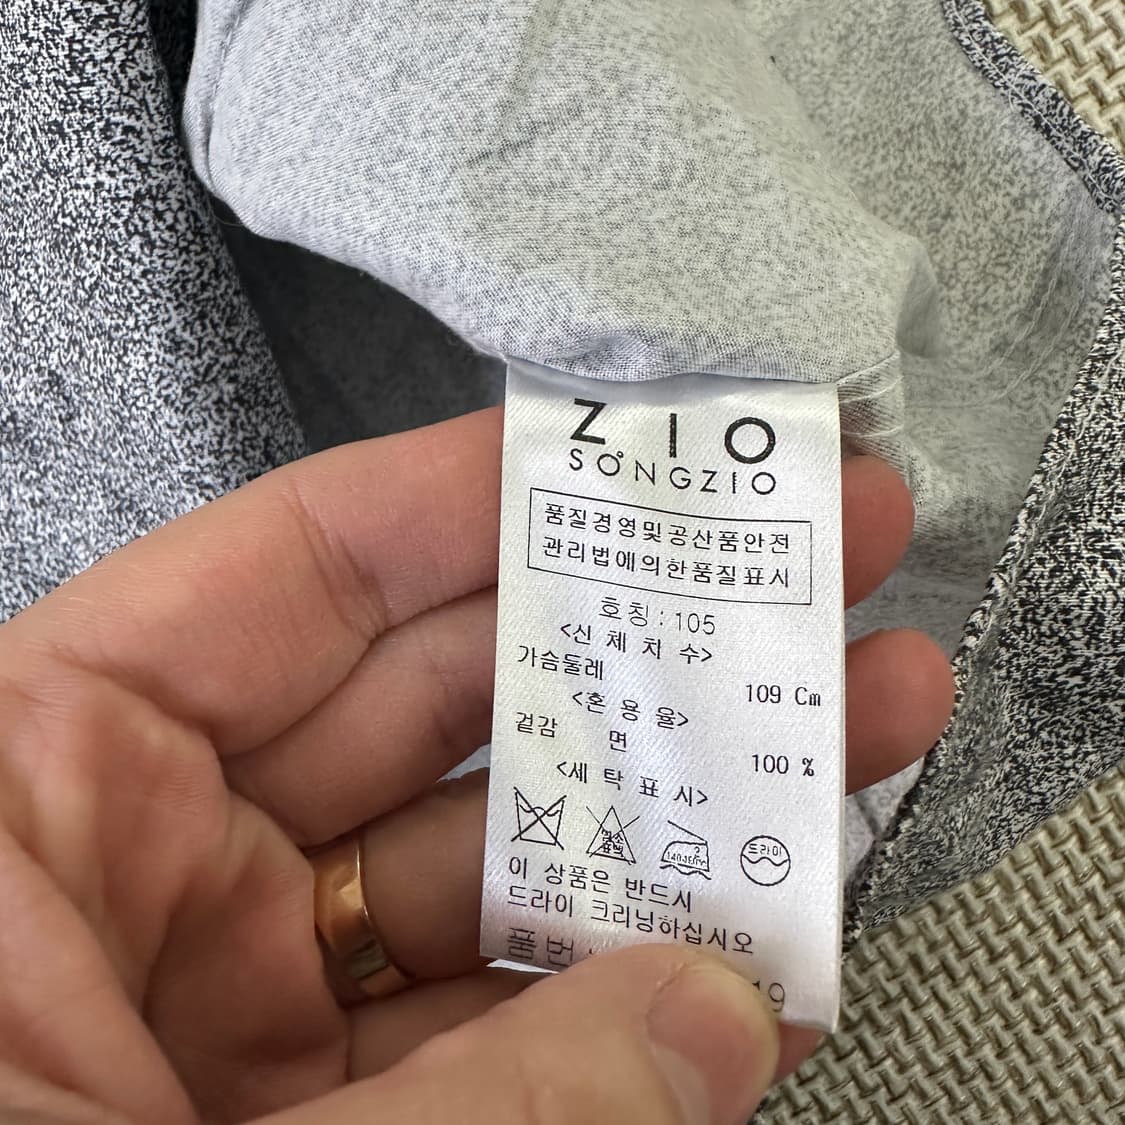 ZIO
SONGZIO
품질경영및공산품안전
관리법에의한품질표시
호칭:105
<신 체 치 수>
가슴둘레 109 Cm
<혼 용 율>
겉감 면 100 %
<세 탁 표 시>
드라이
이 상품은 반드시
드라이 크리닝하십시오
품번